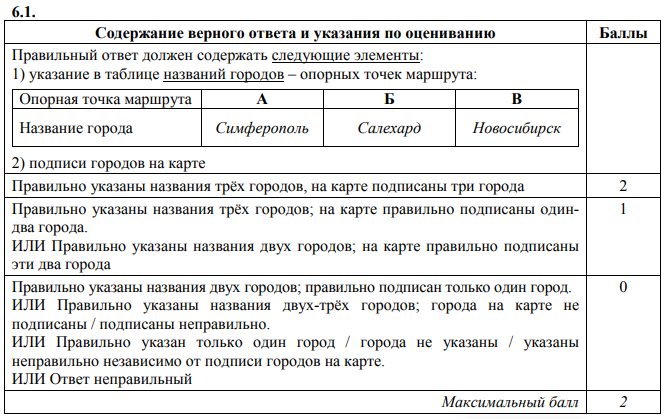 6.1.
Содержание верного ответа и указания по оцениванию Баллы
Правильный ответ должен содержать следующие элементы:
1) указание в таблице названий городов – опорных точек маршрута:
Опорная точка маршрута А Б В
Название города Симферополь Салехард Новосибирск
2) подписи городов на карте
Правильно указаны названия трёх городов, на карте подписаны три города 2
Правильно указаны названия трёх городов; на карте правильно подписаны один- 1
два города.
ИЛИ Правильно указаны названия двух городов; на карте правильно подписаны
эти два города
Правильно указаны названия двух городов; правильно подписан только один город. 0
ИЛИ Правильно указаны названия двух-трёх городов; города на карте не
подписаны / подписаны неправильно.
ИЛИ Правильно указан только один город / города не указаны / указаны
неправильно независимо от подписи городов на карте.
ИЛИ Ответ неправильный
Максимальный балл 2